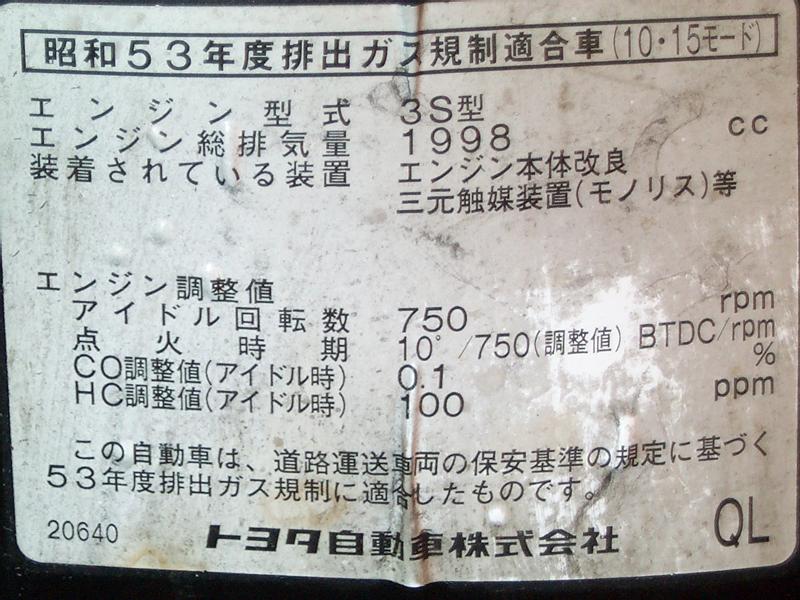 昭和53年度排出ガス規制適合車(10・15モード)
エンジン型式 3S型
エンジン総排気量 1998 cc
装着されている装置 エンジン本体改良
三元触媒装置(モノリス)等
エンジン調整値
アイドル回転数 750 rpm
点火時期 10°/750(調整値) BTDC/rpm
CO調整値(アイドル時) 0.1 %
HC調整値(アイドル時) 100 ppm
この自動車は、道路運送車両の保安基準の規定に基づく
53年度排出ガス規制に適合したものです。
20640 トヨタ自動車株式会社 QL